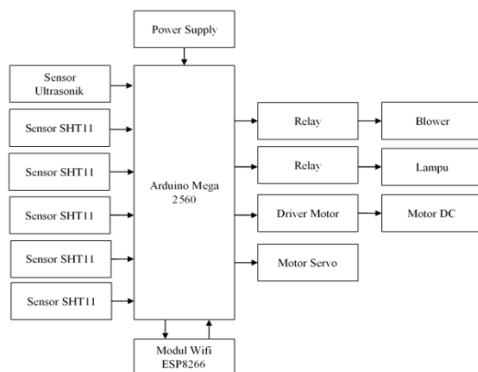 Power Supply
Sensor
Ultrasonik
Sensor SHT11
Sensor SHT11
Sensor SHT11
Sensor SHT11
Sensor SHT11
Arduino Mega
2560
Relay
Blower
Relay
Lampu
Driver Motor
Motor DC
Motor Servo
Modul Wifi
ESP8266